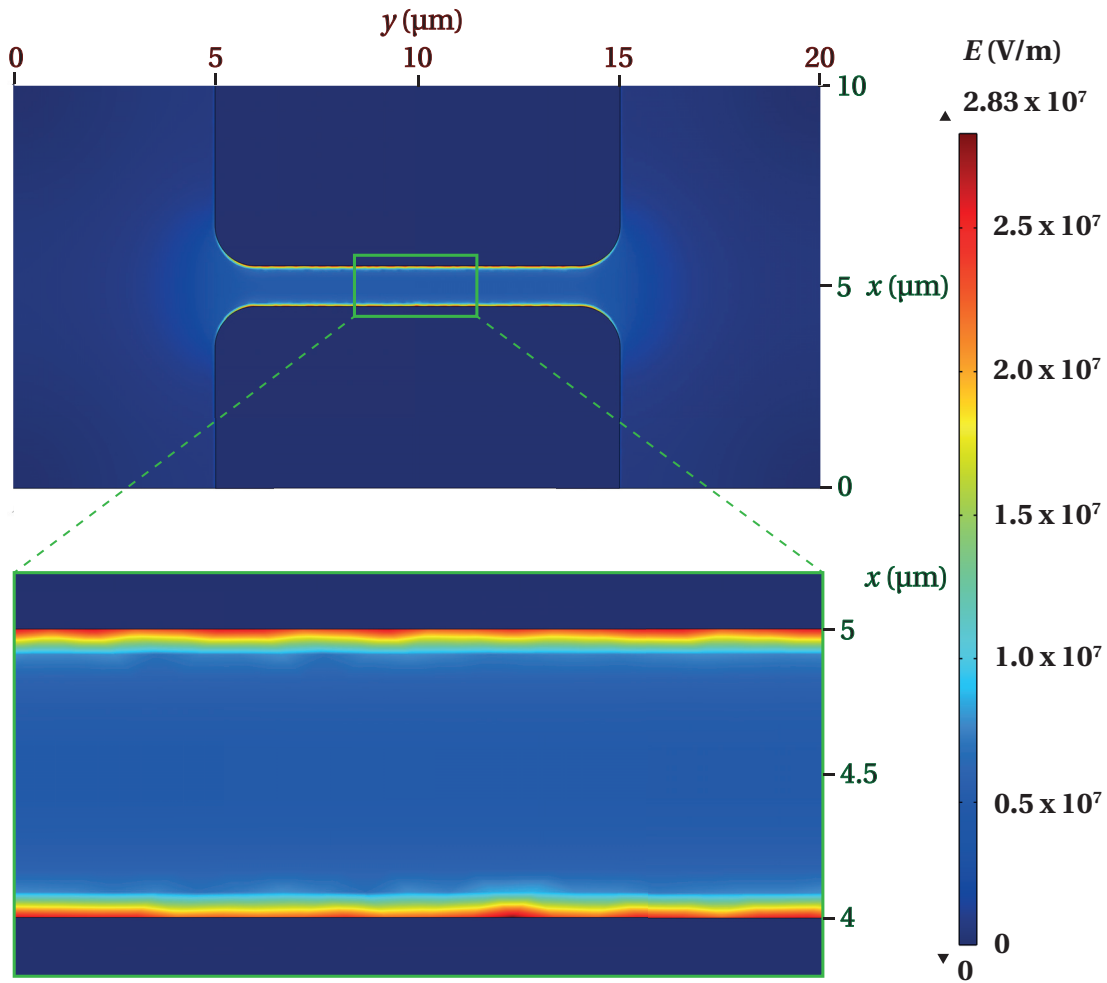 y (μm)
0 5 10 15 20
E (V/m)
2.83 x 10⁷
10
5 x (μm)
0
2.5 x 10⁷
2.0 x 10⁷
1.5 x 10⁷
1.0 x 10⁷
0.5 x 10⁷
0
0
x (μm)
5
4.5
4